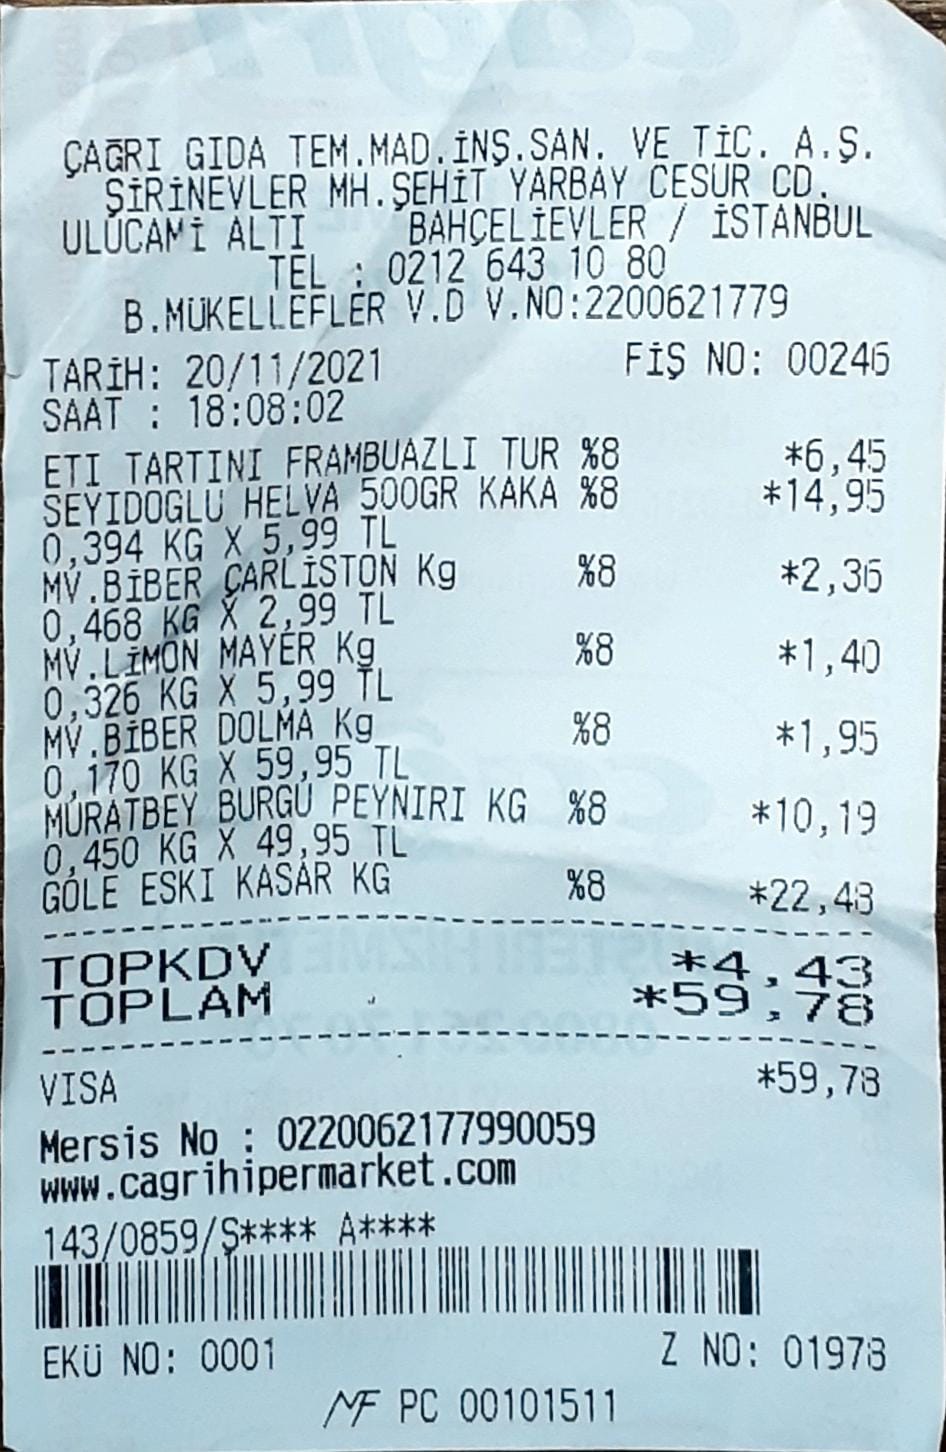 ÇAĞRI GIDA TEM.MAD.İNŞ.SAN. VE TİC. A.Ş.
ŞİRİNEVLER MH.ŞEHİT YARBAY CESUR CD.
ULUCAMİ ALTI BAHÇELİEVLER / İSTANBUL
TEL : 0212 643 10 80
B.MÜKELLEFLER V.D V.NO:2200621779
TARİH: 20/11/2021 FİŞ NO: 00246
SAAT : 18:08:02
ETI TARTINI FRAMBUAZLI TUR %8 *6,45
SEYIDOGLU HELVA 500GR KAKA %8 *14,95
0,394 KG X 5,99 TL
MV.BİBER ÇARLİSTON Kg %8 *2,36
0,468 KG X 2,99 TL
MV.LİMON MAYER Kg %8 *1,40
0,326 KG X 5,99 TL
MV.BİBER DOLMA Kg %8 *1,95
0,170 KG X 59,95 TL
MURATBEY BURGU PEYNIRI KG %8 *10,19
0,450 KG X 49,95 TL
GÖLE ESKI KASAR KG %8 *22,48
TOPKDV *4,43
TOPLAM *59,78
VISA *59,78
Mersis No : 0220062177990059
www.cagrihipermarket.com
143/0859/Ş**** A****
EKÜ NO: 0001 Z NO: 01978
MF PC 00101511